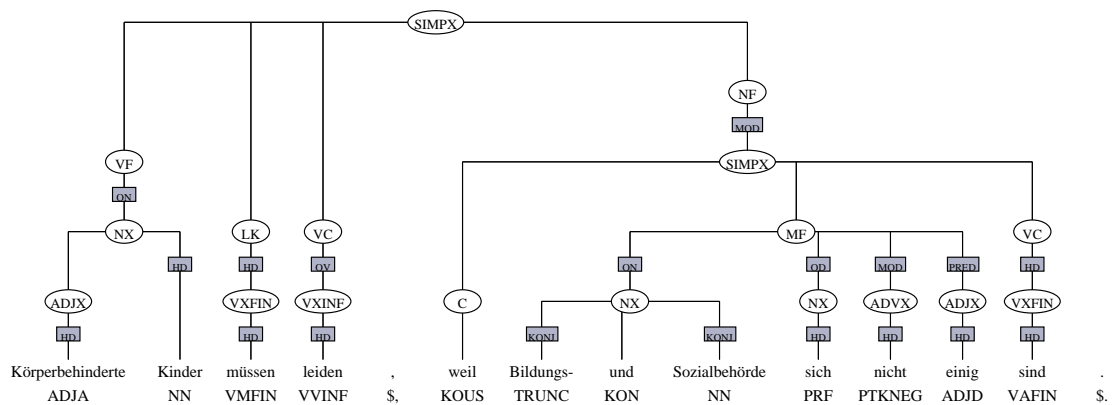 SIMPX
NF
MOD
VF SIMPX
ON
NX LK VC MF VC
HD HD OV ON OD MOD PRED HD
ADJX VXFIN VXINF C NX NX ADVX ADJX VXFIN
HD HD HD KONJ KONJ HD HD HD HD
Körperbehinderte Kinder müssen leiden , weil Bildungs- und Sozialbehörde sich nicht einig sind .
ADJA NN VMFIN VVINF $, KOUS TRUNC KON NN PRF PTKNEG ADJD VAFIN $.